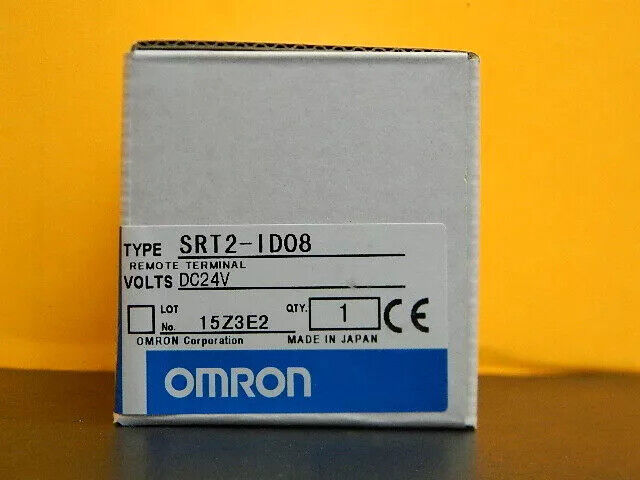 TYPE SRT2-ID08
REMOTE TERMINAL
VOLTS DC24V
LOT No. 15Z3E2 QTY. 1 CE
OMRON Corporation MADE IN JAPAN
OMRON